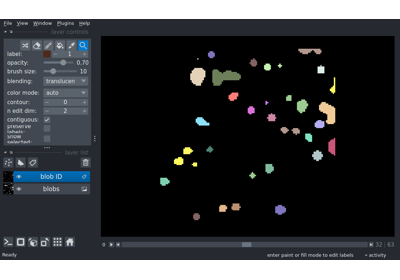 File View Window Plugins Help
layer controls
label: 1
opacity: 0.70
brush size: 10
blending: translucen
color mode: auto
contour: 0
n edit dim: 2
contiguous:
preserve labels:
show selected:
layer list
blob ID
blobs
0
32 63
Ready
enter paint or fill mode to edit labels
activity